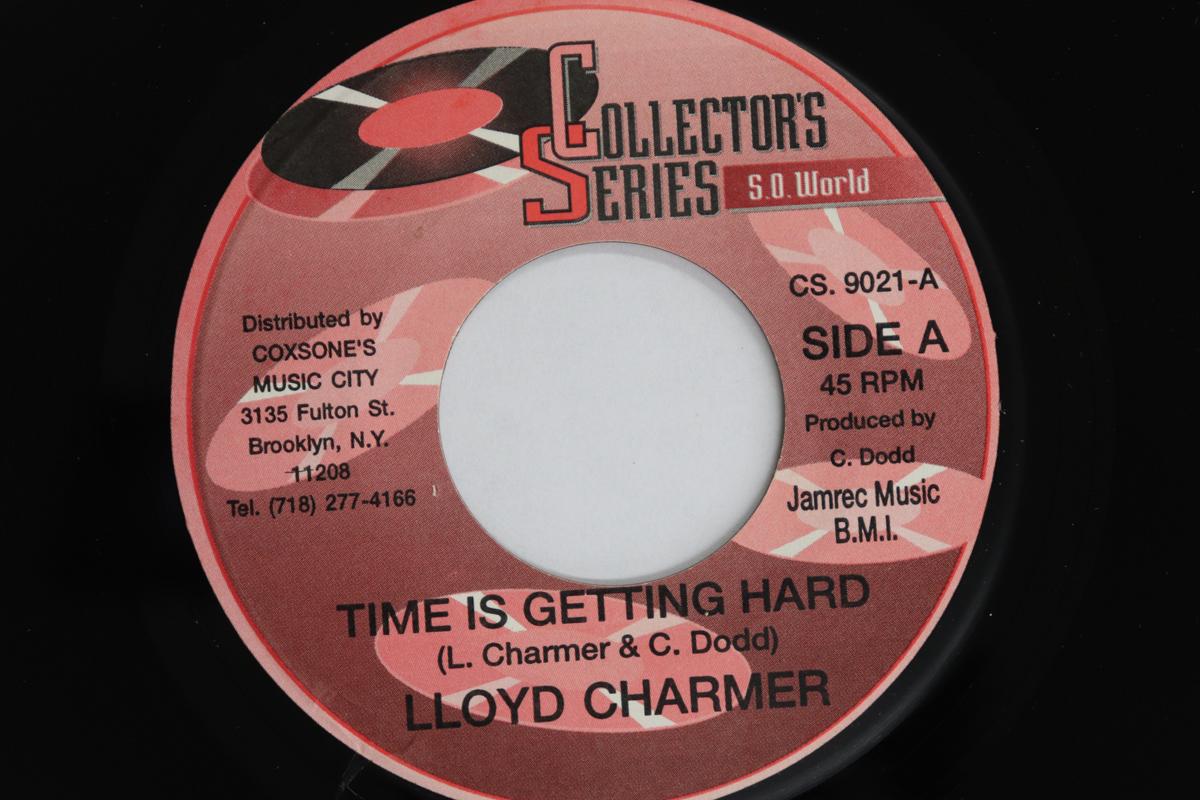 COLLECTOR'S
SERIES
S.O. World
CS. 9021-A
SIDE A
45 RPM
Produced by
C. Dodd
Jamrec Music
B.M.I.
Distributed by
COXSONE'S
MUSIC CITY
3135 Fulton St.
Brooklyn, N.Y.
11208
Tel. (718) 277-4166
TIME IS GETTING HARD
(L. Charmer & C. Dodd)
LLOYD CHARMER